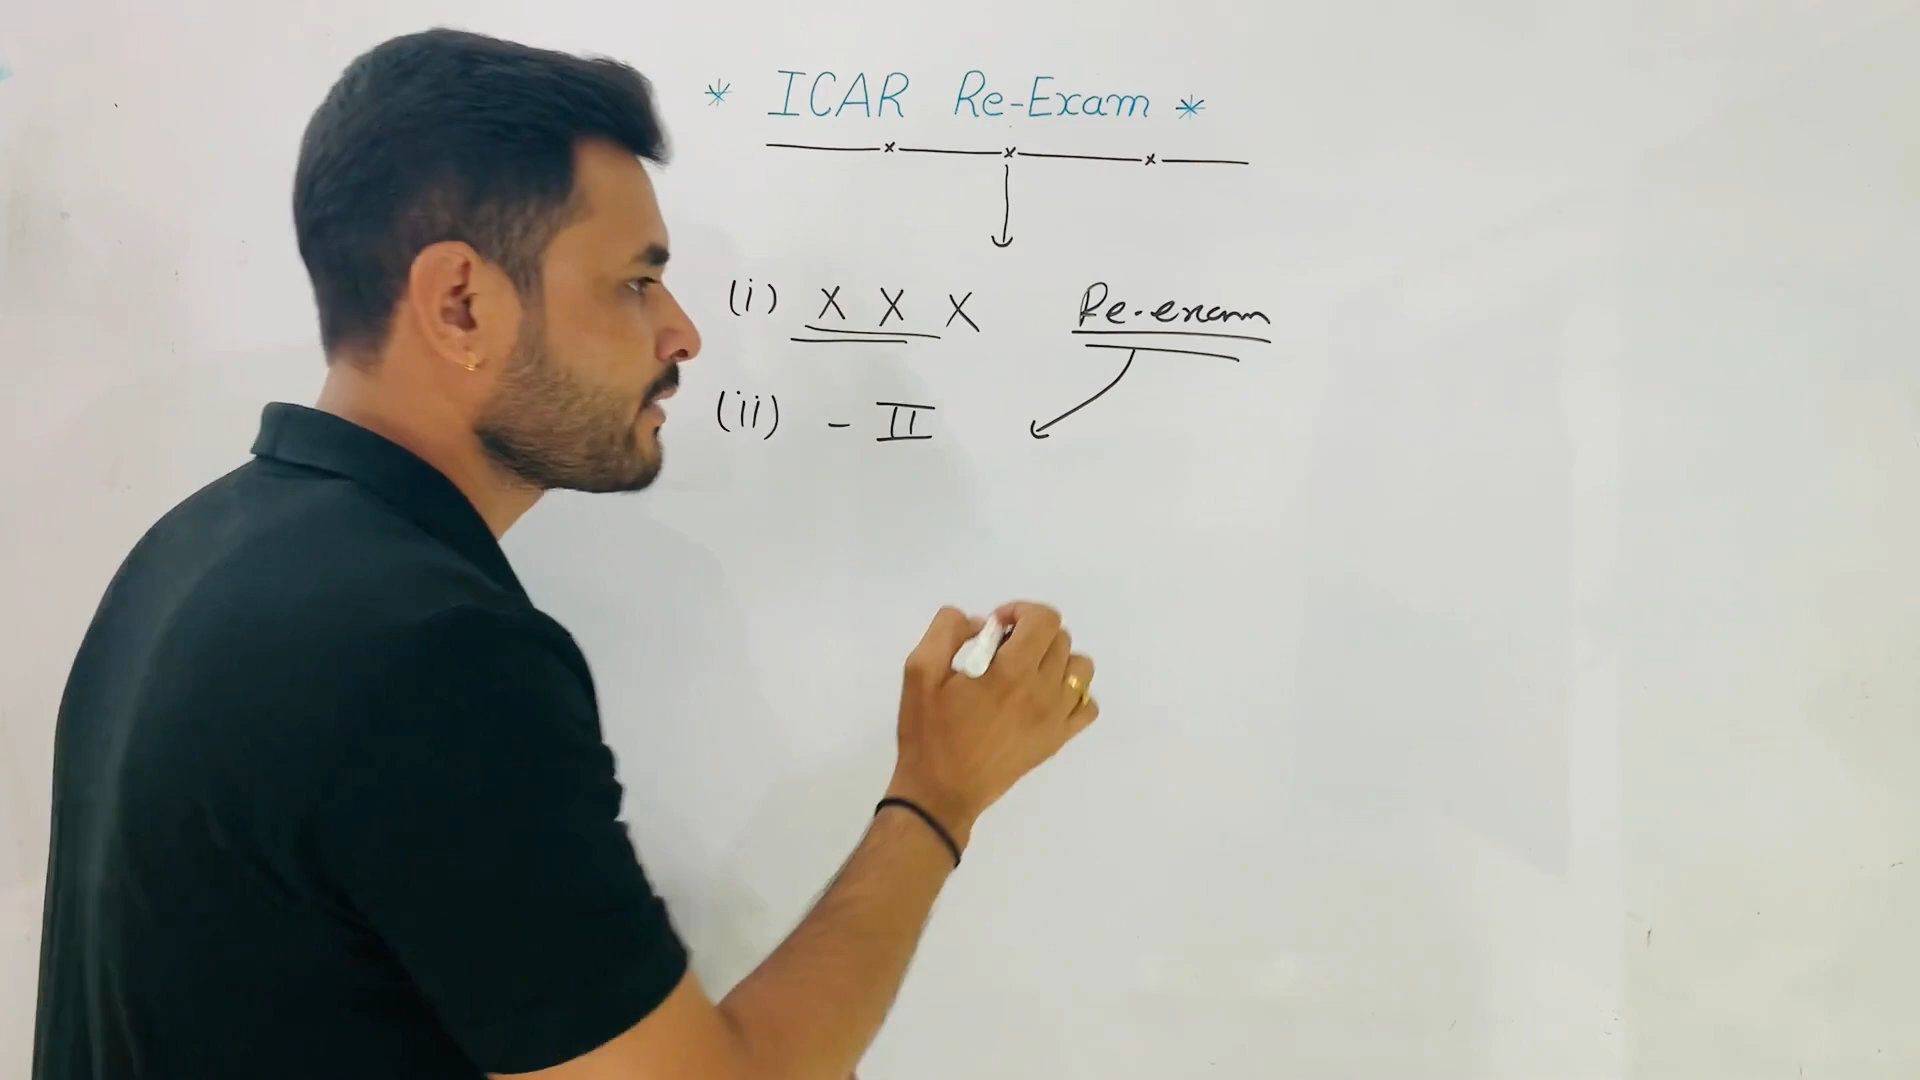 * ICAR Re-Exam *
(i) X X X Re-exam
(ii) - II